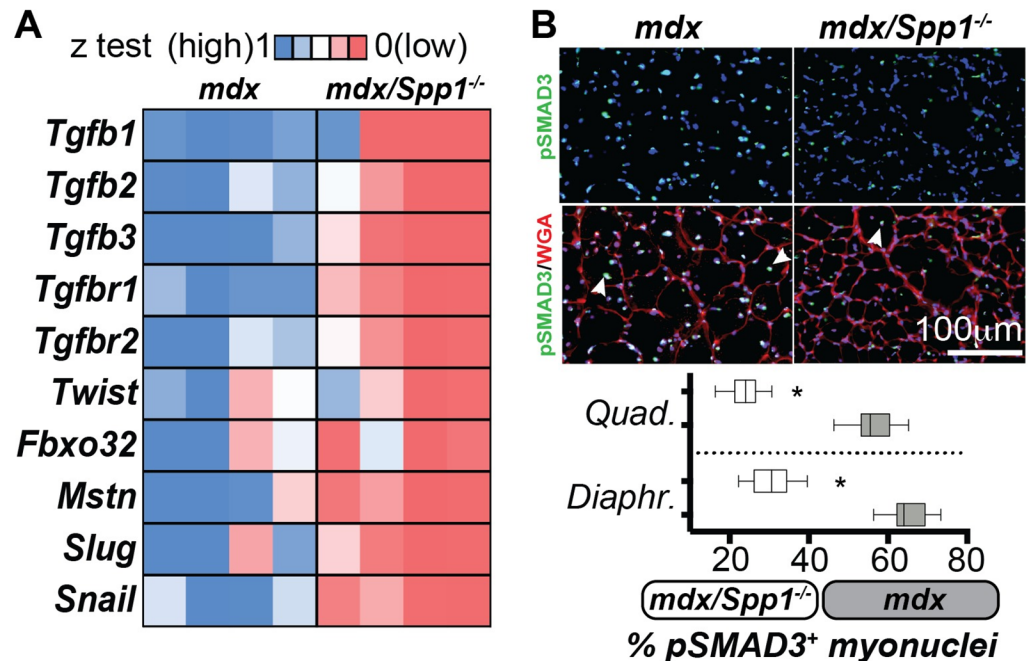 A
z test (high)1 0(low)
mdx mdx/Spp1-/-
Tgfb1
Tgfb2
Tgfb3
Tgfbr1
Tgfbr2
Twist
Fbxo32
Mstn
Slug
Snail
B
mdx mdx/Spp1-/-
pSMAD3
pSMAD3/WGA
100um
Quad. *
Diaphr. *
20 40 60 80
mdx/Spp1-/- mdx
% pSMAD3+ myonuclei